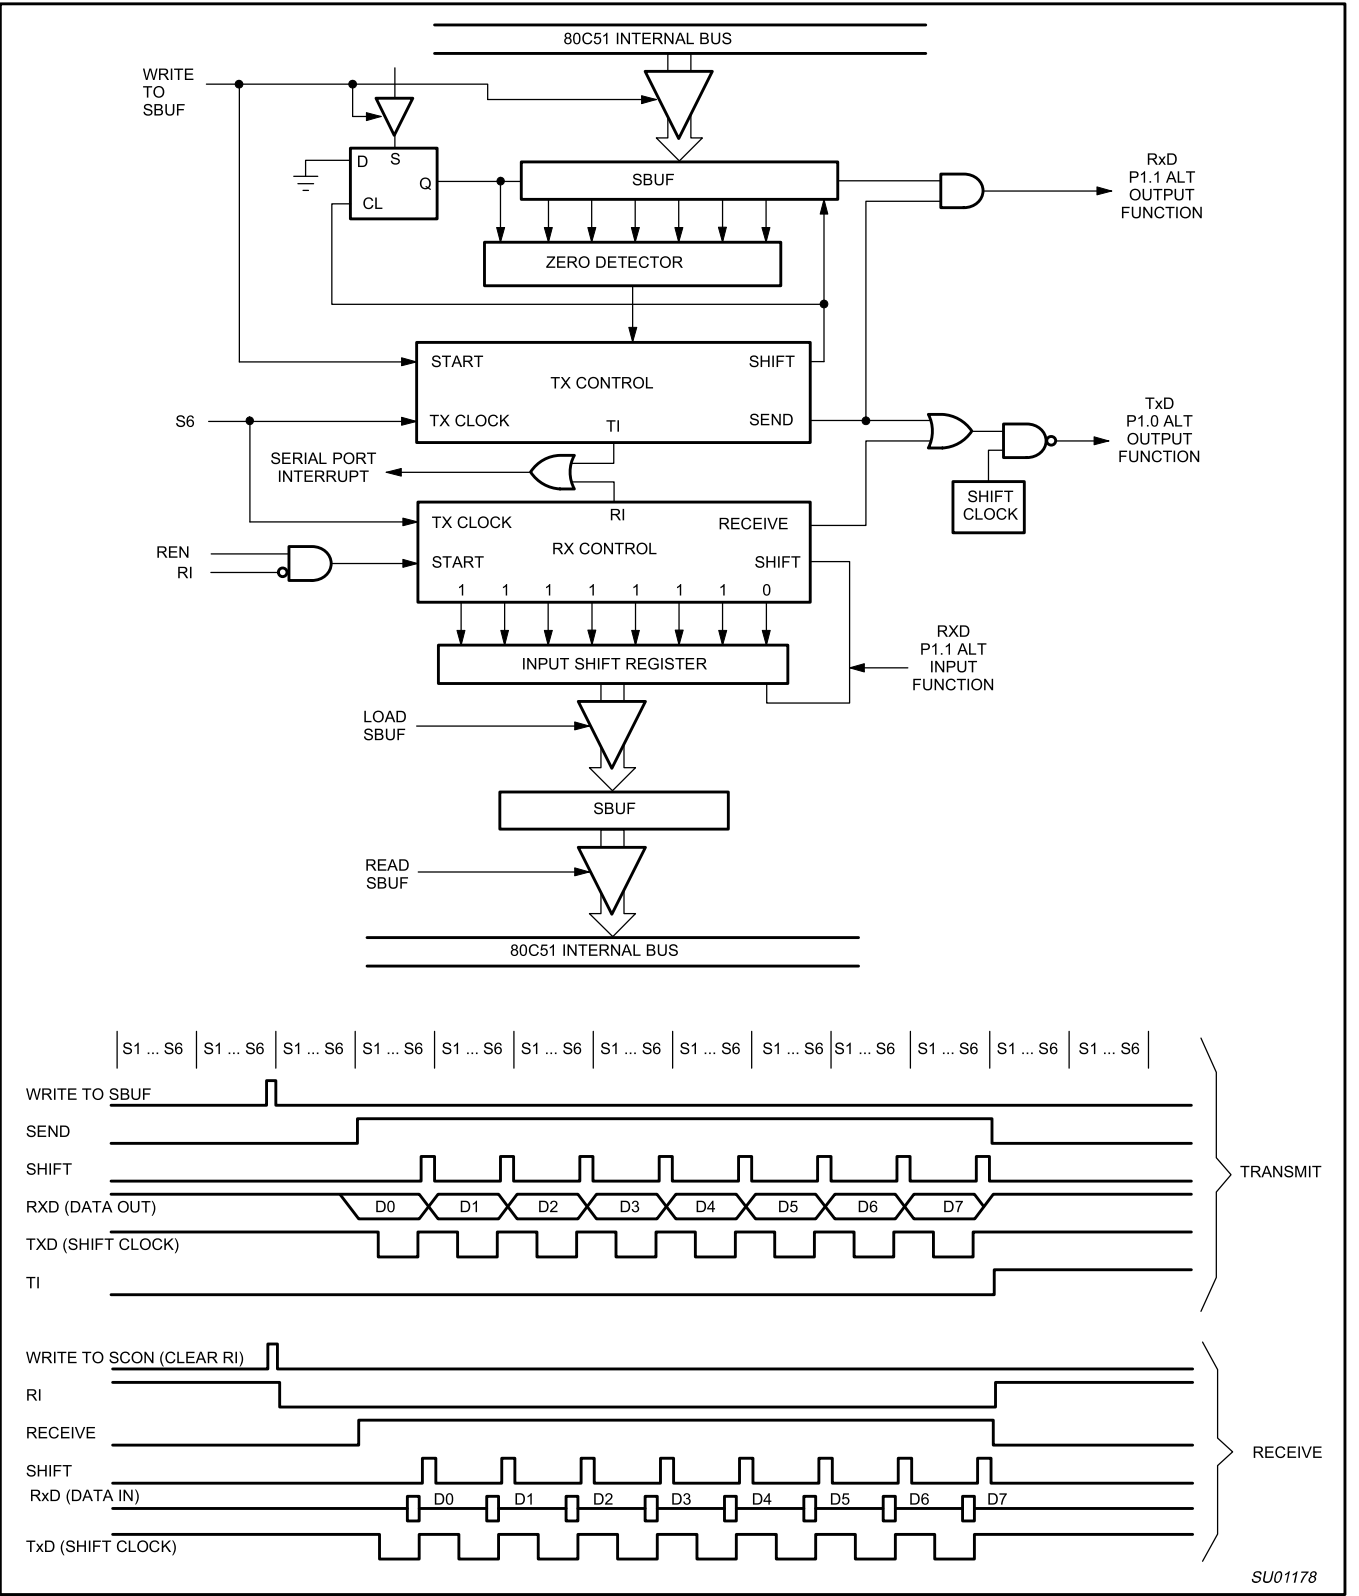 80C51 INTERNAL BUS
WRITE
TO
SBUF
D
S
Q
CL
SBUF
RxD
P1.1 ALT
OUTPUT
FUNCTION
ZERO DETECTOR
START
SHIFT
TX CONTROL
S6
TX CLOCK
TI
SEND
TxD
P1.0 ALT
OUTPUT
FUNCTION
SERIAL PORT
INTERRUPT
SHIFT
CLOCK
TX CLOCK
RI
RECEIVE
RX CONTROL
REN
RI
START
SHIFT
1 1 1 1 1 1 1 0
RXD
P1.1 ALT
INPUT
FUNCTION
INPUT SHIFT REGISTER
LOAD
SBUF
SBUF
READ
SBUF
80C51 INTERNAL BUS
S1 ... S6 S1 ... S6 S1 ... S6 S1 ... S6 S1 ... S6 S1 ... S6 S1 ... S6 S1 ... S6 S1 ... S6 S1 ... S6 S1 ... S6 S1 ... S6 S1 ... S6
WRITE TO SBUF
SEND
SHIFT
TRANSMIT
RXD (DATA OUT) D0 D1 D2 D3 D4 D5 D6 D7
TXD (SHIFT CLOCK)
TI
WRITE TO SCON (CLEAR RI)
RI
RECEIVE
RECEIVE
SHIFT
RxD (DATA IN) D0 D1 D2 D3 D4 D5 D6 D7
TxD (SHIFT CLOCK)
SU01178